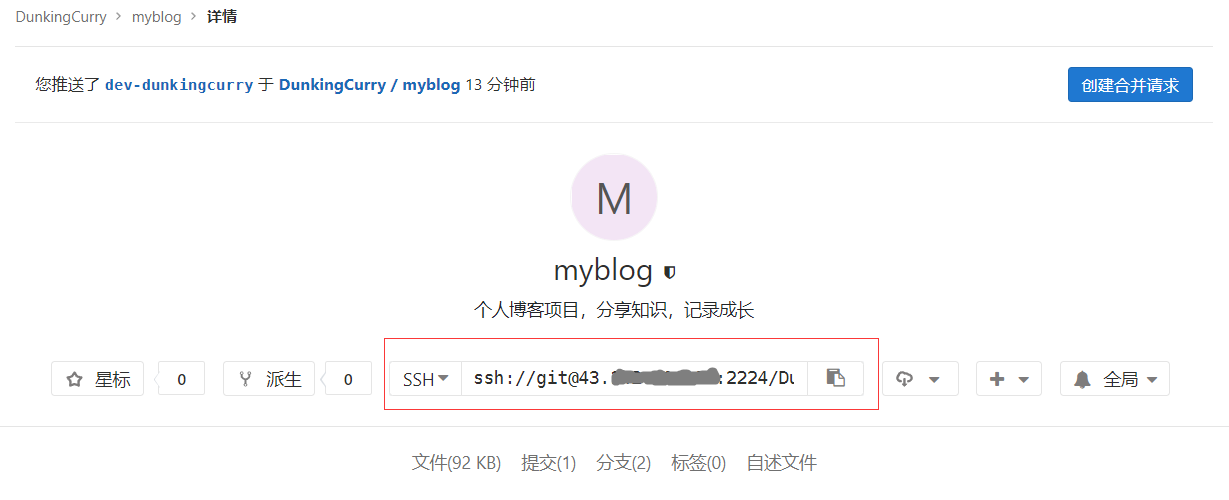 DunkingCurry > myblog > 详情
您推送了 dev-dunkingcurry 于 DunkingCurry / myblog 13 分钟前
创建合并请求
M
myblog
个人博客项目，分享知识，记录成长
星标 0 派生 0 SSH ssh://git@43. :2224/Du 全局
文件(92 KB) 提交(1) 分支(2) 标签(0) 自述文件